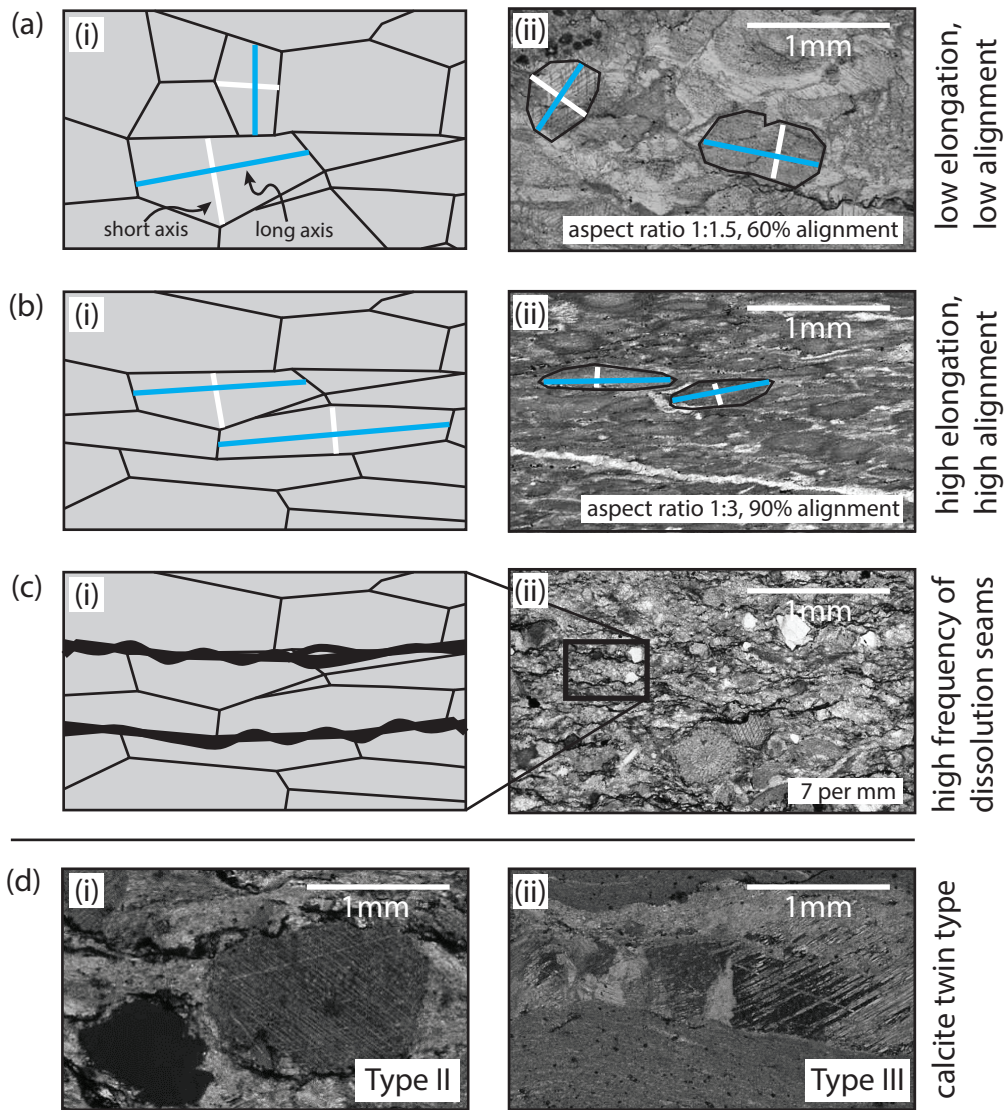 (a)
(i)
short axis
long axis
(ii)
1mm
aspect ratio 1:1.5, 60% alignment
low elongation,
low alignment
(b)
(i)
(ii)
1mm
aspect ratio 1:3, 90% alignment
high elongation,
high alignment
(c)
(i)
(ii)
1mm
7 per mm
high frequency of
dissolution seams
(d)
(i)
1mm
Type II
(ii)
1mm
Type III
calcite twin type